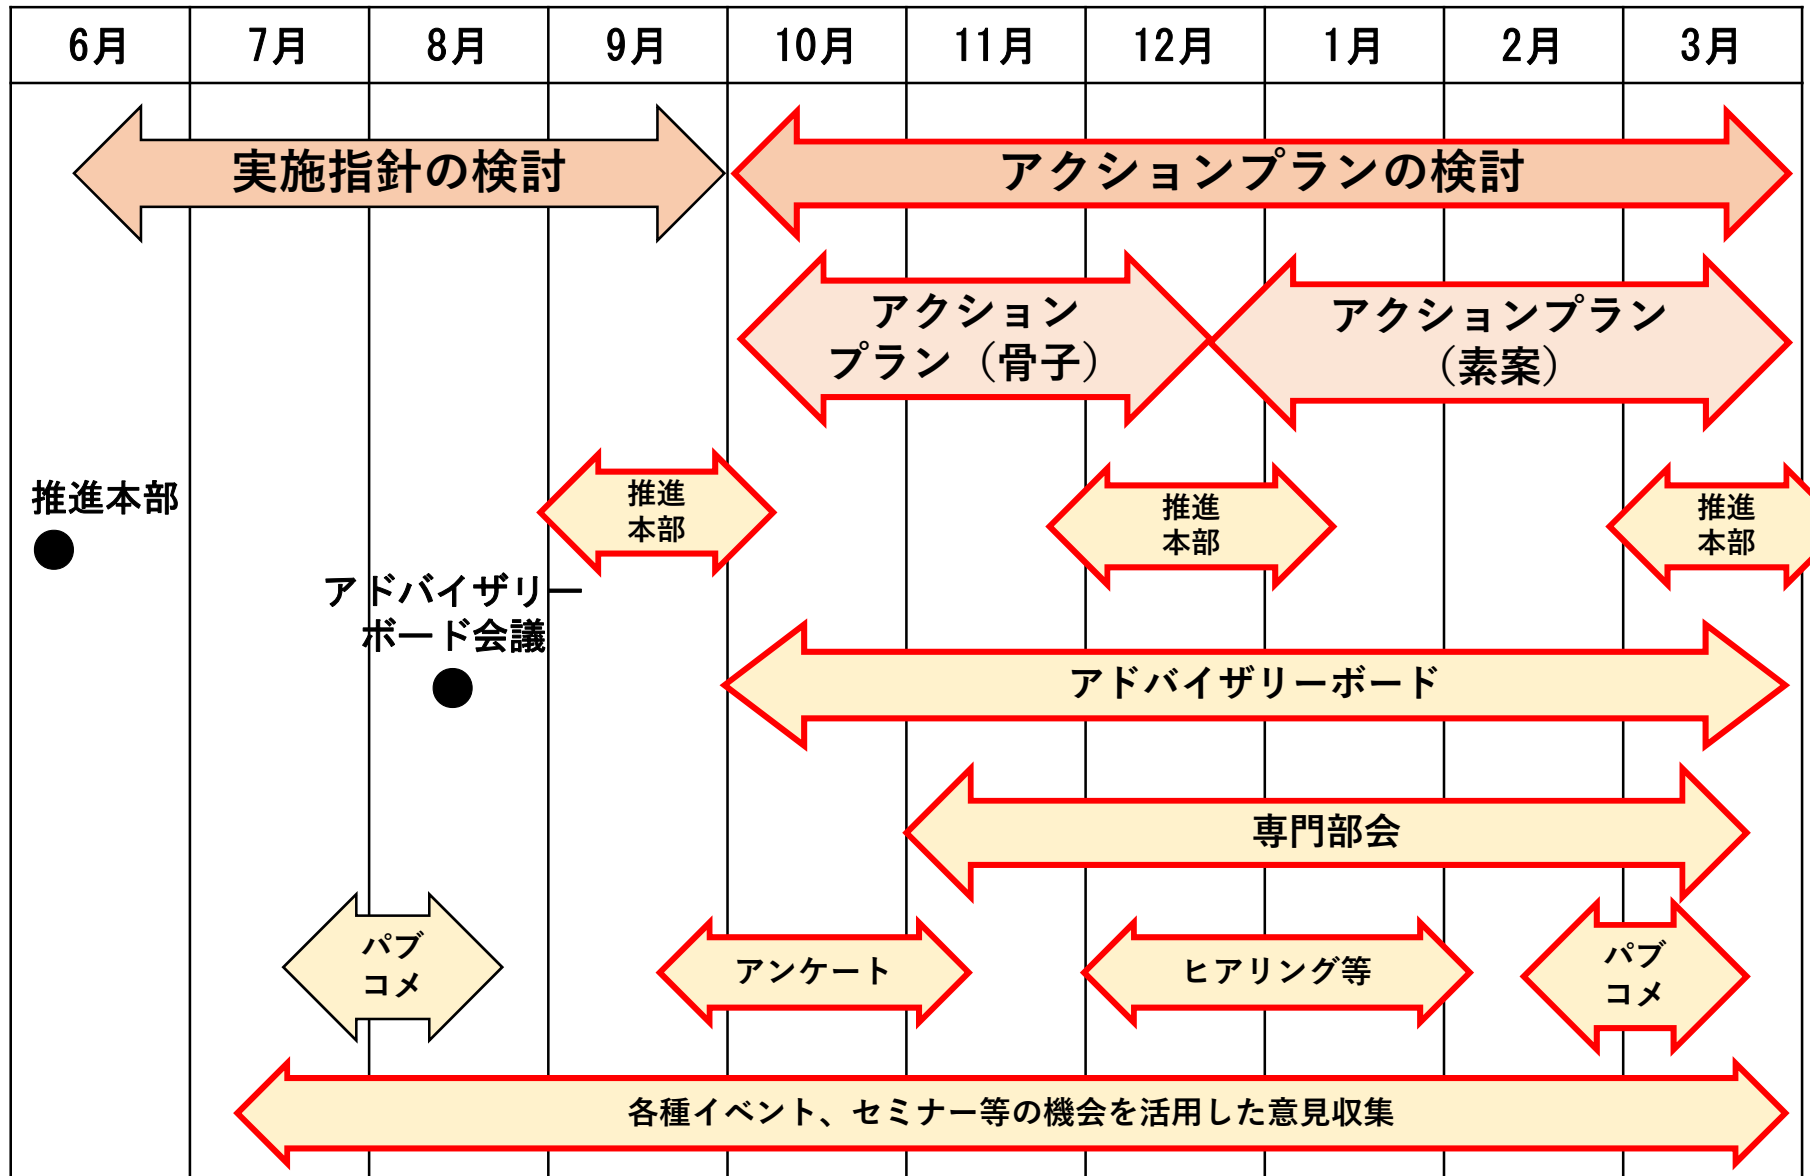 6月
7月
8月
9月
10月
11月
12月
1月
2月
3月
実施指針の検討
アクションプランの検討
アクション
プラン（骨子）
アクションプラン
（素案）
推進本部
推進
本部
推進
本部
推進
本部
アドバイザリー
ボード会議
アドバイザリーボード
専門部会
パブ
コメ
アンケート
ヒアリング等
パブ
コメ
各種イベント、セミナー等の機会を活用した意見収集